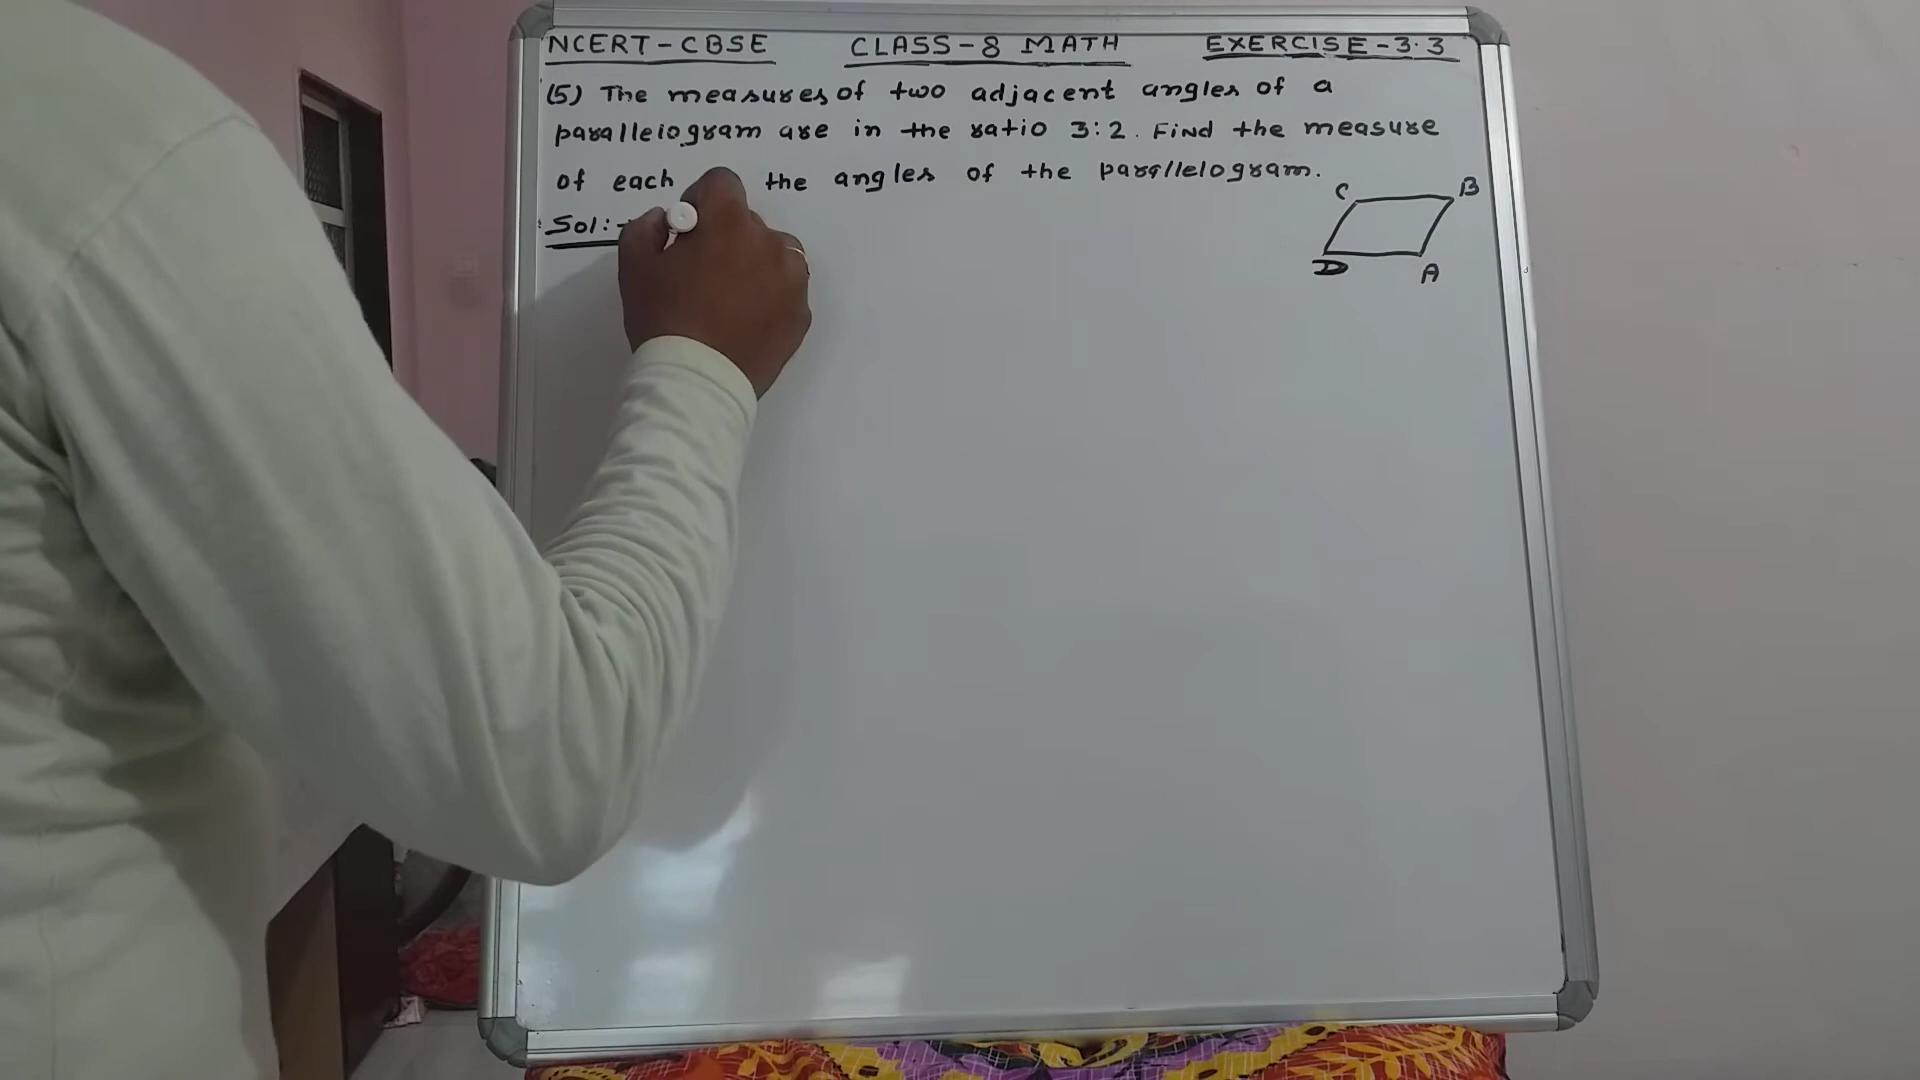 NCERT-CBSE CLASS-8 MATH EXERCISE-3.3
(5) The measures of two adjacent angles of a
parallelogram are in the ratio 3:2. Find the measure
of each the angles of the parallelogram.
Sol:-
C B
D A